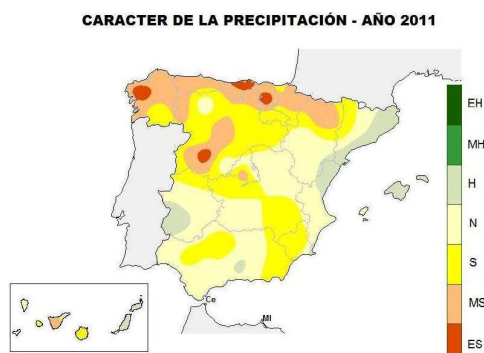 CARACTER DE LA PRECIPITACIÓN - AÑO 2011
EH
MH
H
N
S
MS
ES
Ce
Ml